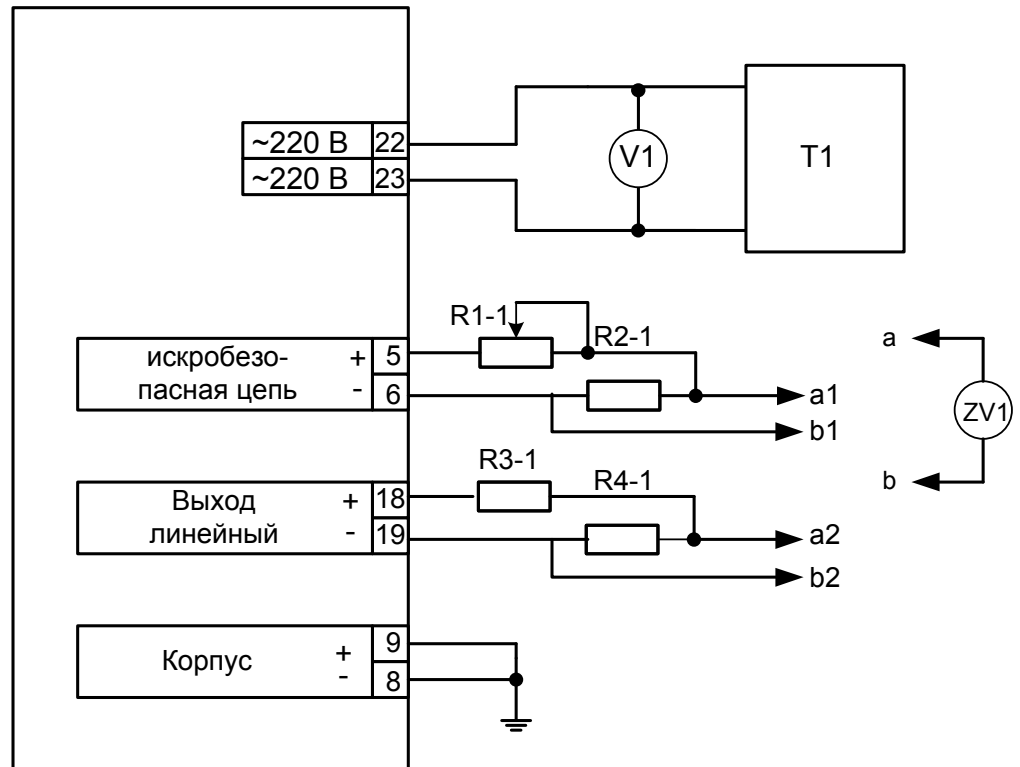 ~220 В 22
~220 В 23
V1
T1
R1-1
R2-1
искробезо-
пасная цепь
+ 5
- 6
a1
b1
a
ZV1
b
R3-1
R4-1
Выход
линейный
+ 18
- 19
a2
b2
Корпус
+ 9
- 8